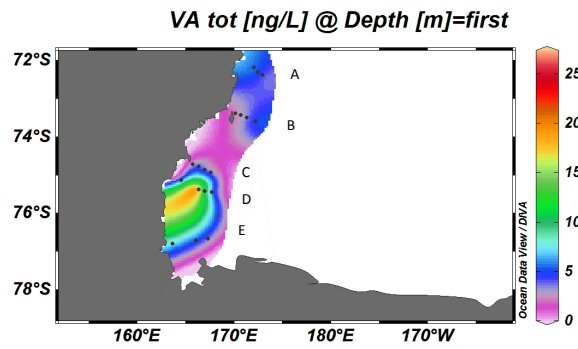 VA tot [ng/L] @ Depth [m]=first
72°S
74°S
76°S
78°S
160°E
170°E
180°E
170°W
A
B
C
D
E
25
20
15
10
5
0
Ocean Data View / DIVA